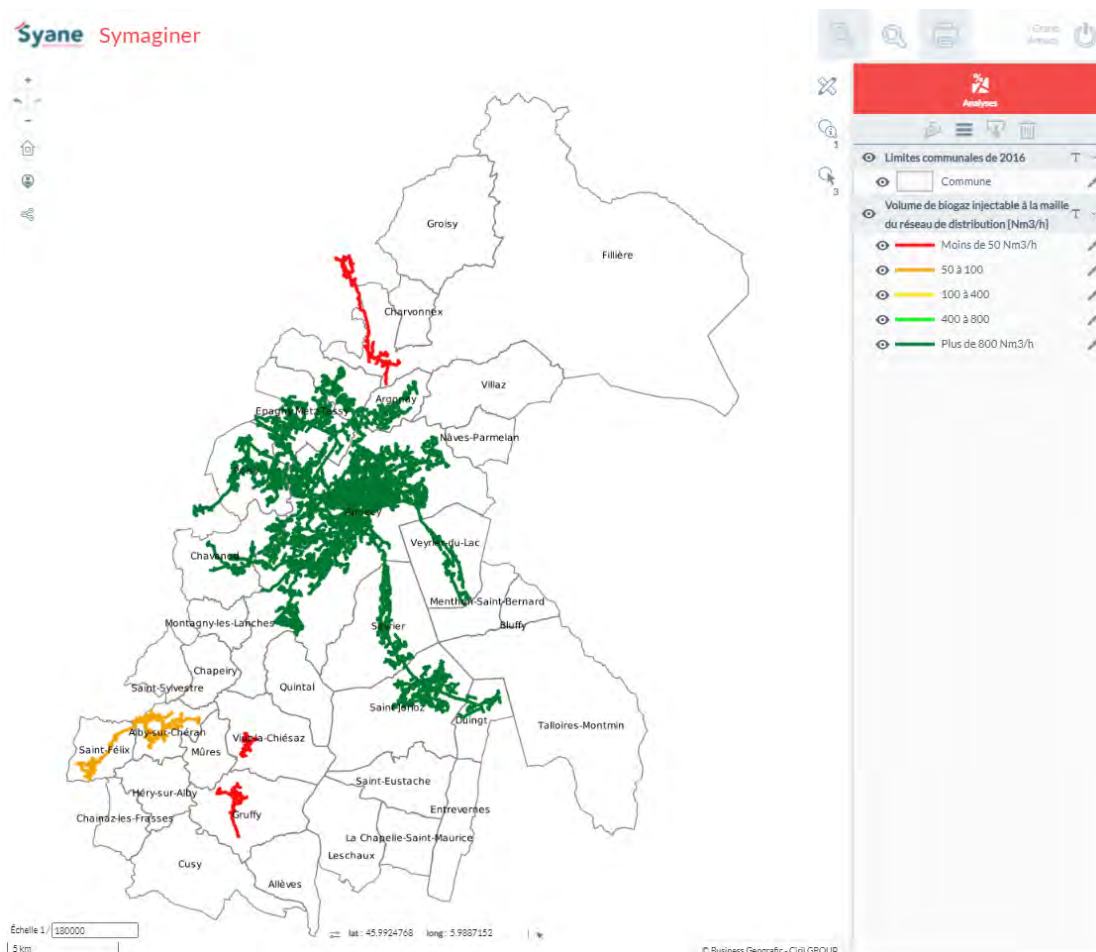 Syane Symaginer
Grand
Annecy
Analyses
1
3
Limites communales de 2016 T
Commune
Volume de biogaz injectable à la maille
du réseau de distribution [Nm3/h] T
Moins de 50 Nm3/h
50 à 100
100 à 400
400 à 800
Plus de 800 Nm3/h
Groisy
Fillière
Charvonnex
Villaz
Argonay
Epagny Metz-Tessy
Nâves-Parmelan
Annecy
Veyrier-du-Lac
Chavanod
Menthon-Saint-Bernard
Bluffy
Montagny-les-Lanches
Sevrier
Chapeiry
Saint-Sylvestre
Quintal
Saint-Jorioz
Duingt
Talloires-Montmin
Alby-sur-Chéran
Viuz-la-Chiésaz
Saint-Félix
Mûres
Saint-Eustache
Héry-sur-Alby
Entrevernes
Chainaz-les-Frasses
Gruffy
La Chapelle-Saint-Maurice
Leschaux
Cusy
Allèves
Échelle 1/ 180000
lat : 45.9924768 long : 5.9887152
5 km
© Business Geografic - Ciril GROUP